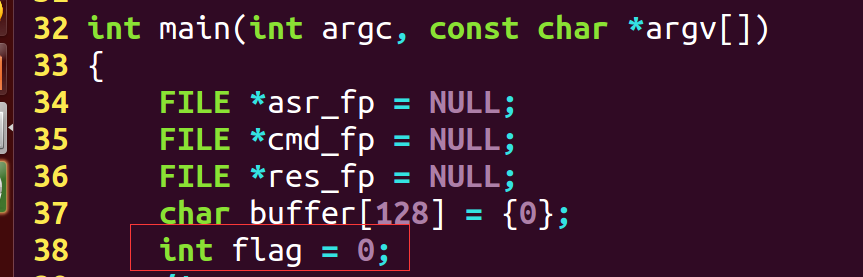 32 int main(int argc, const char *argv[])
33 {
34     FILE *asr_fp = NULL;
35     FILE *cmd_fp = NULL;
36     FILE *res_fp = NULL;
37     char buffer[128] = {0};
38     int flag = 0;